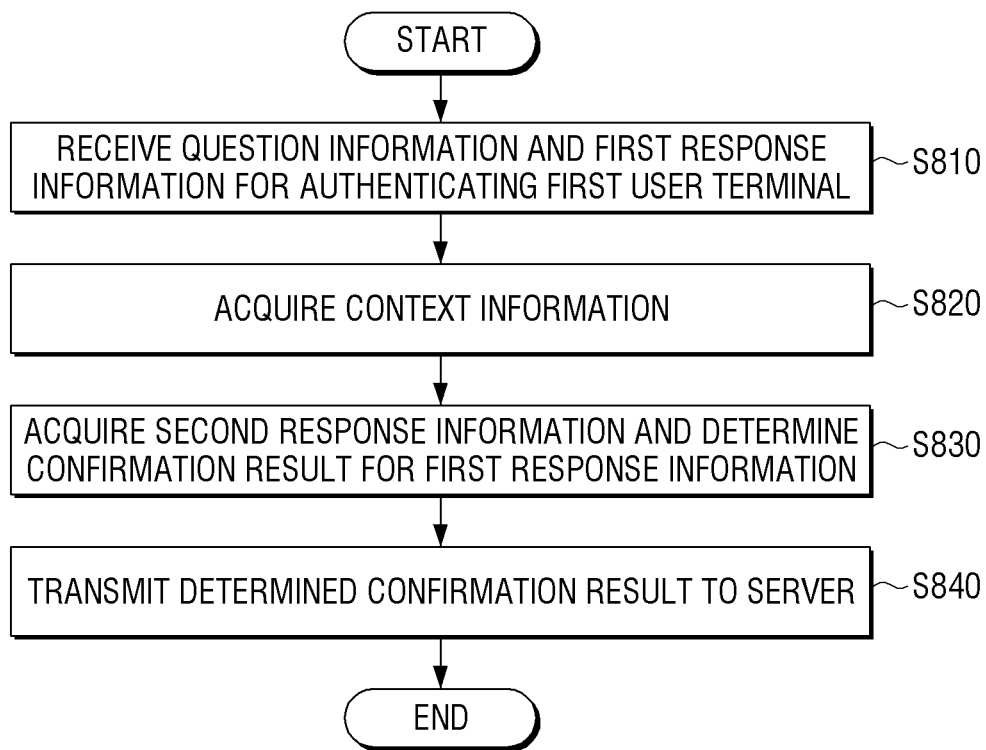 START
RECEIVE QUESTION INFORMATION AND FIRST RESPONSE
INFORMATION FOR AUTHENTICATING FIRST USER TERMINAL
S810
ACQUIRE CONTEXT INFORMATION
S820
ACQUIRE SECOND RESPONSE INFORMATION AND DETERMINE
CONFIRMATION RESULT FOR FIRST RESPONSE INFORMATION
S830
TRANSMIT DETERMINED CONFIRMATION RESULT TO SERVER
S840
END